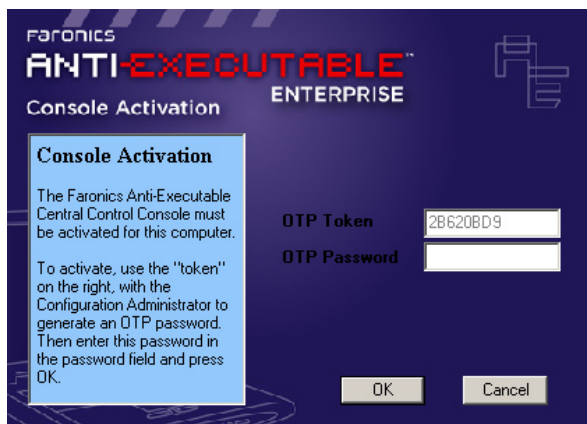 Faronics
ANTI-EXECUTABLE™
ENTERPRISE
Console Activation
Console Activation
The Faronics Anti-Executable
Central Control Console must
be activated for this computer.
To activate, use the "token"
on the right, with the
Configuration Administrator to
generate an OTP password.
Then enter this password in
the password field and press
OK.
OTP Token
2B620BD9
OTP Password
OK
Cancel